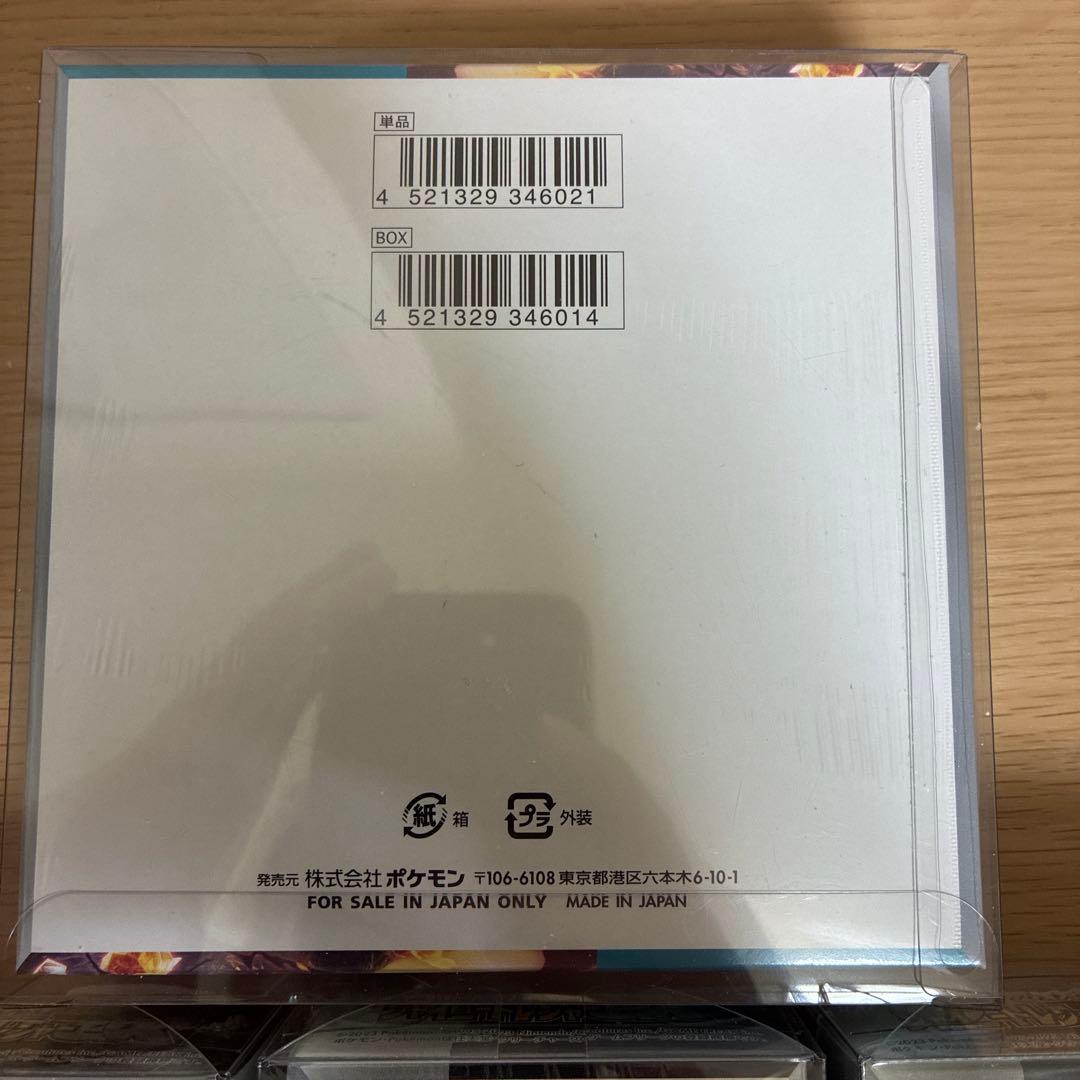 単品
4 521329 346021
BOX
4 521329 346014
紙 箱 プラ 外装
発売元 株式会社ポケモン 〒106-6108 東京都港区六本木6-10-1
FOR SALE IN JAPAN ONLY MADE IN JAPAN